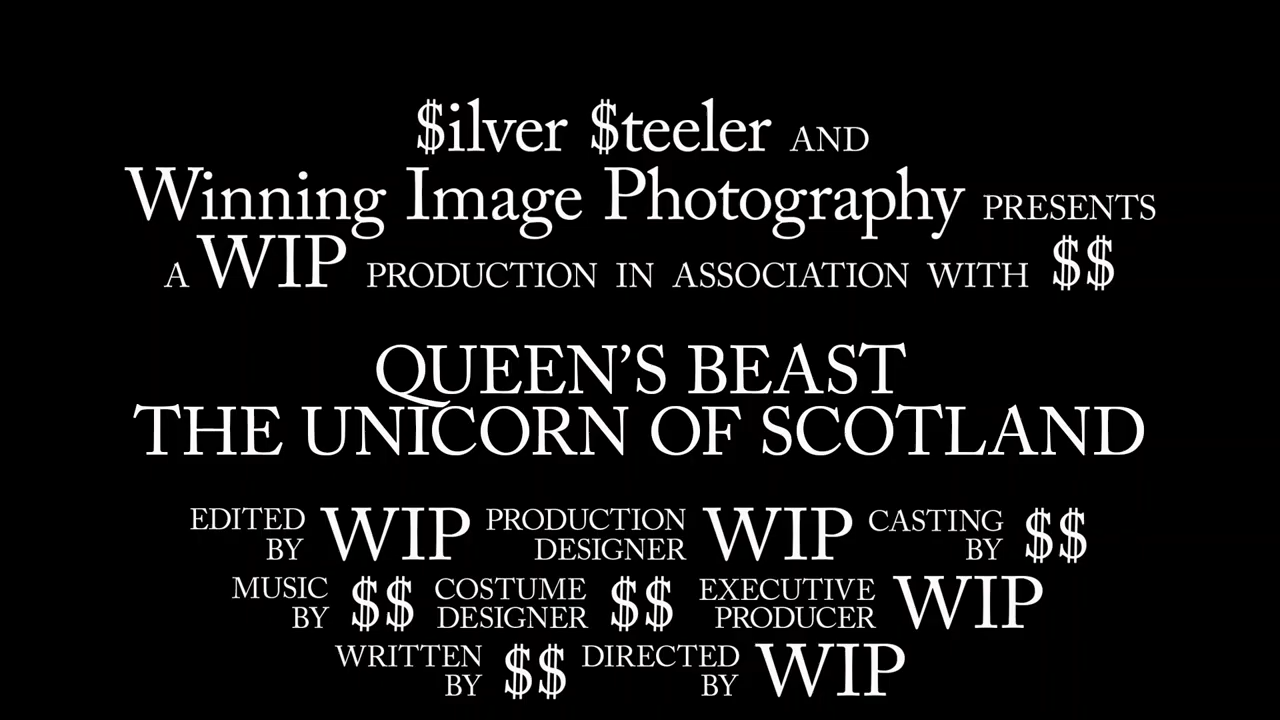 $ilver $teeler AND
Winning Image Photography PRESENTS
A WIP PRODUCTION IN ASSOCIATION WITH $$
QUEEN’S BEAST
THE UNICORN OF SCOTLAND
EDITED BY WIP PRODUCTION DESIGNER WIP CASTING BY $$
MUSIC BY $$ COSTUME DESIGNER $$ EXECUTIVE PRODUCER WIP
WRITTEN BY $$ DIRECTED BY WIP